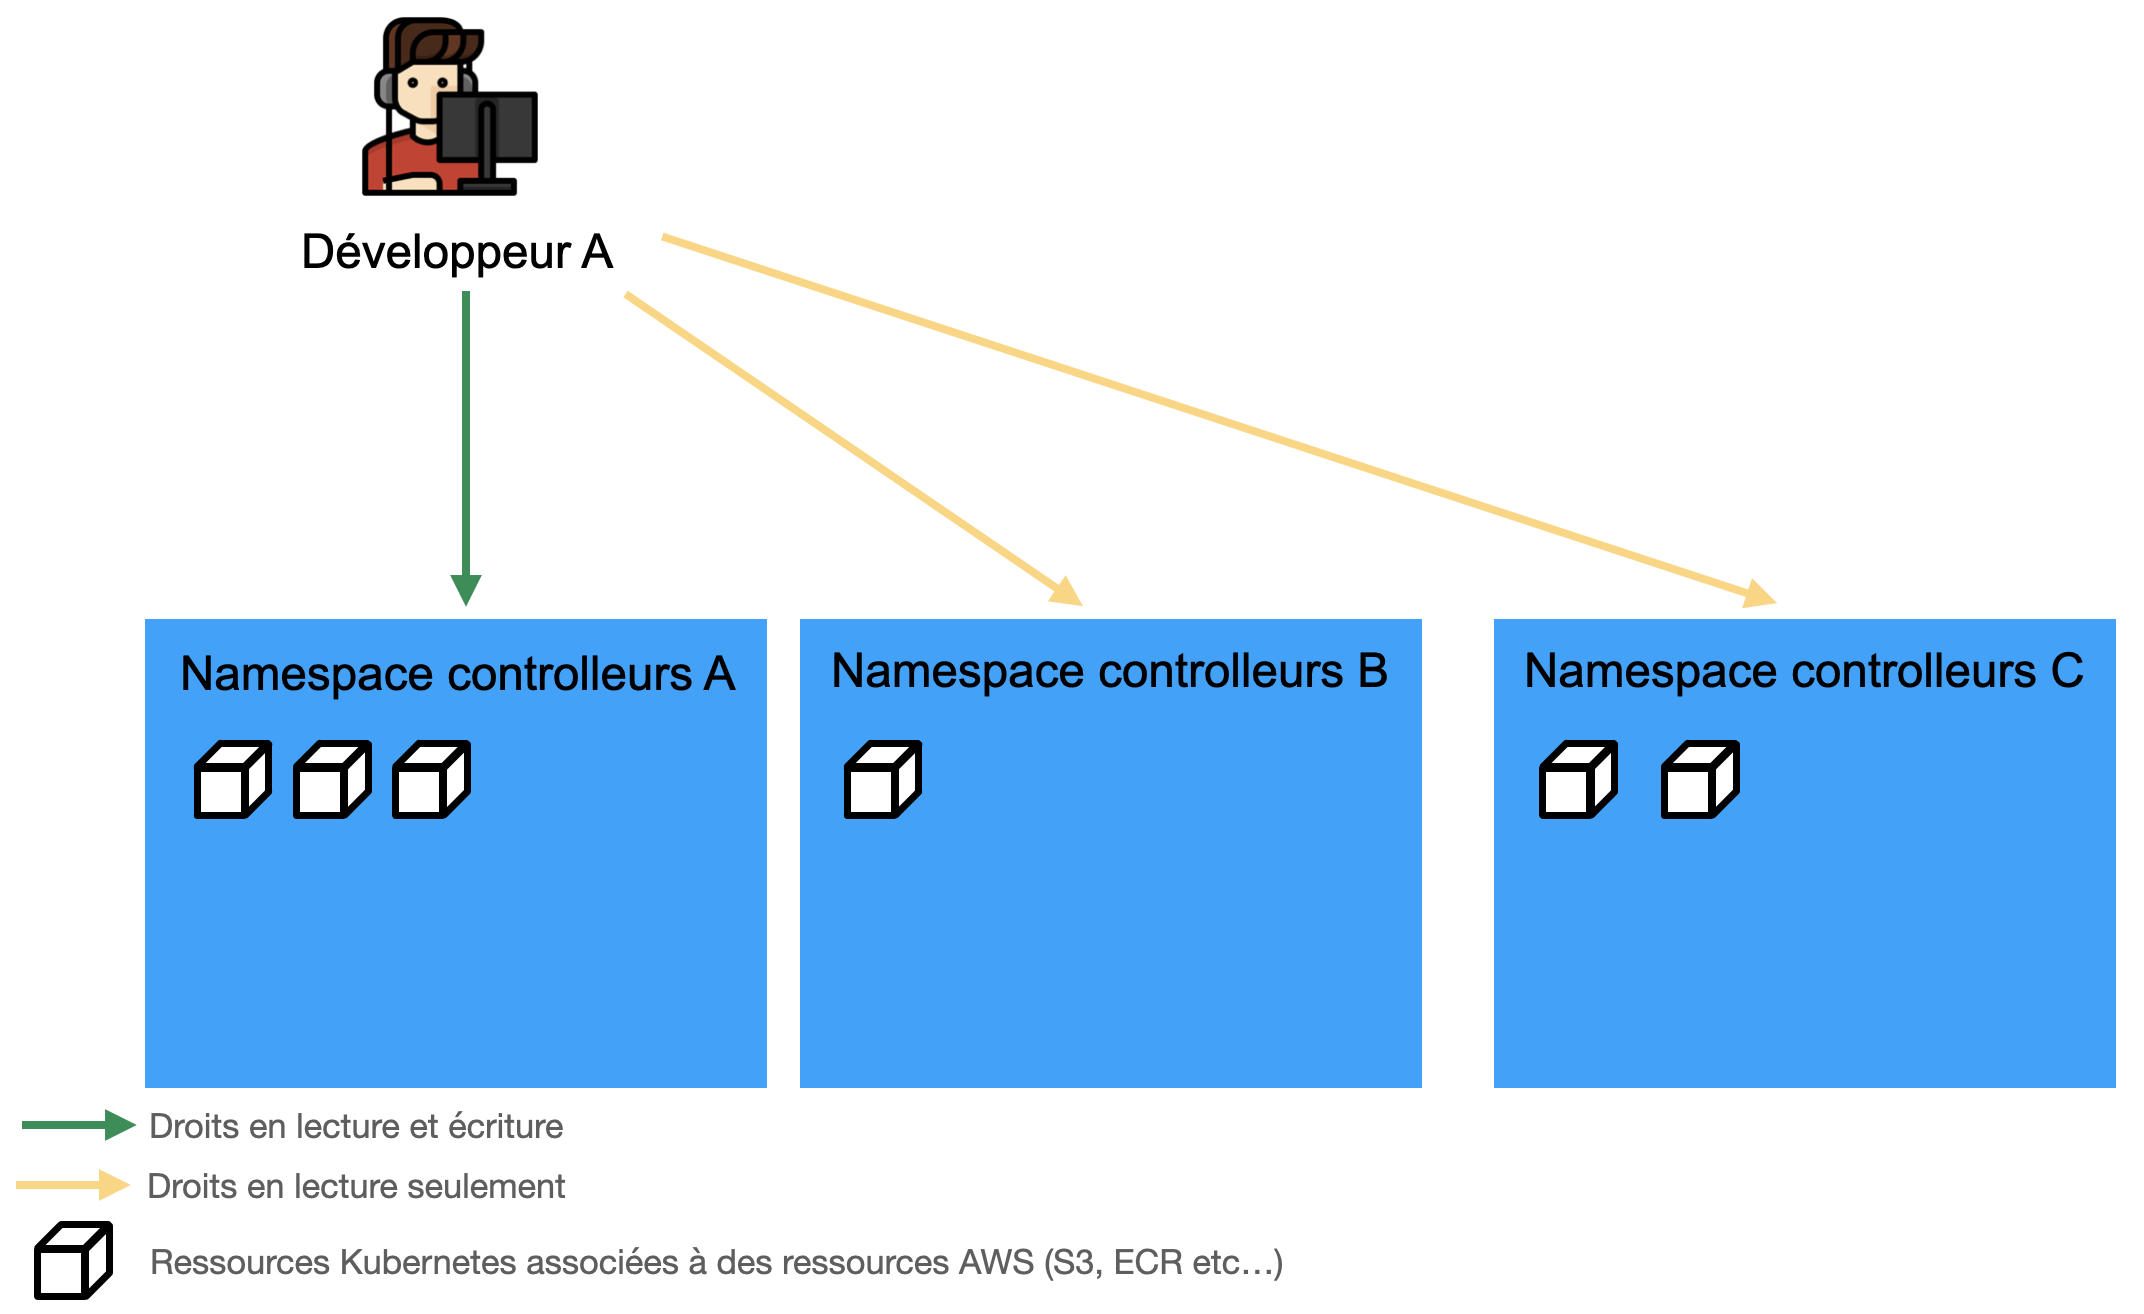 Développeur A
Namespace controlleurs A
Namespace controlleurs B
Namespace controlleurs C
Droits en lecture et écriture
Droits en lecture seulement
Ressources Kubernetes associées à des ressources AWS (S3, ECR etc…)